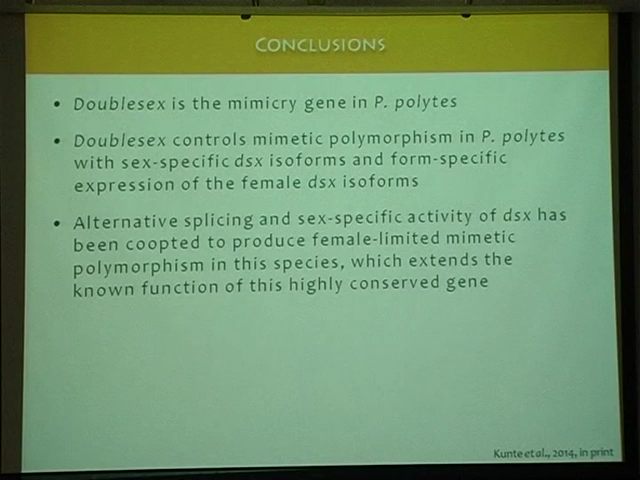 CONCLUSIONS
• Doublesex is the mimicry gene in P. polytes
• Doublesex controls mimetic polymorphism in P. polytes
with sex-specific dsx isoforms and form-specific
expression of the female dsx isoforms
• Alternative splicing and sex-specific activity of dsx has
been coopted to produce female-limited mimetic
polymorphism in this species, which extends the
known function of this highly conserved gene
Kunte et al., 2014, in print